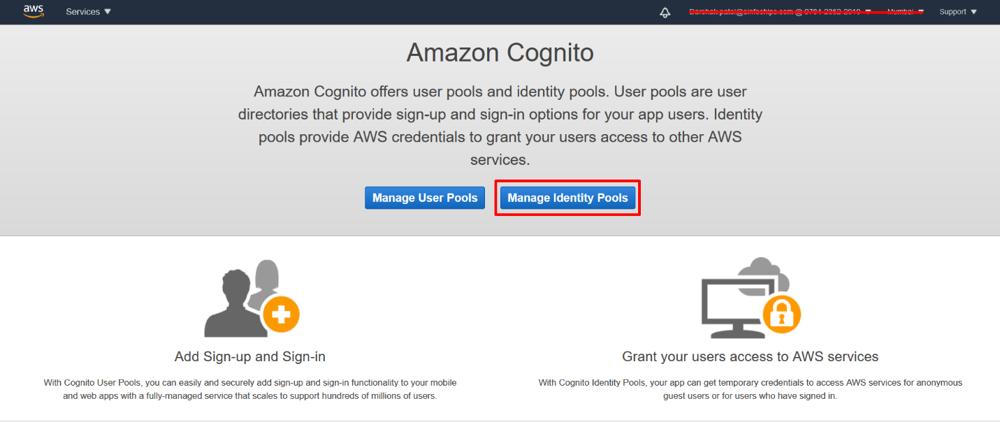 aws
Services
Support
Amazon Cognito
Amazon Cognito offers user pools and identity pools. User pools are user
directories that provide sign-up and sign-in options for your app users. Identity
pools provide AWS credentials to grant your users access to other AWS
services.
Manage User Pools
Manage Identity Pools
Add Sign-up and Sign-in
With Cognito User Pools, you can easily and securely add sign-up and sign-in functionality to your mobile
and web apps with a fully-managed service that scales to support hundreds of millions of users.
Grant your users access to AWS services
With Cognito Identity Pools, your app can get temporary credentials to access AWS services for anonymous
guest users or for users who have signed in.